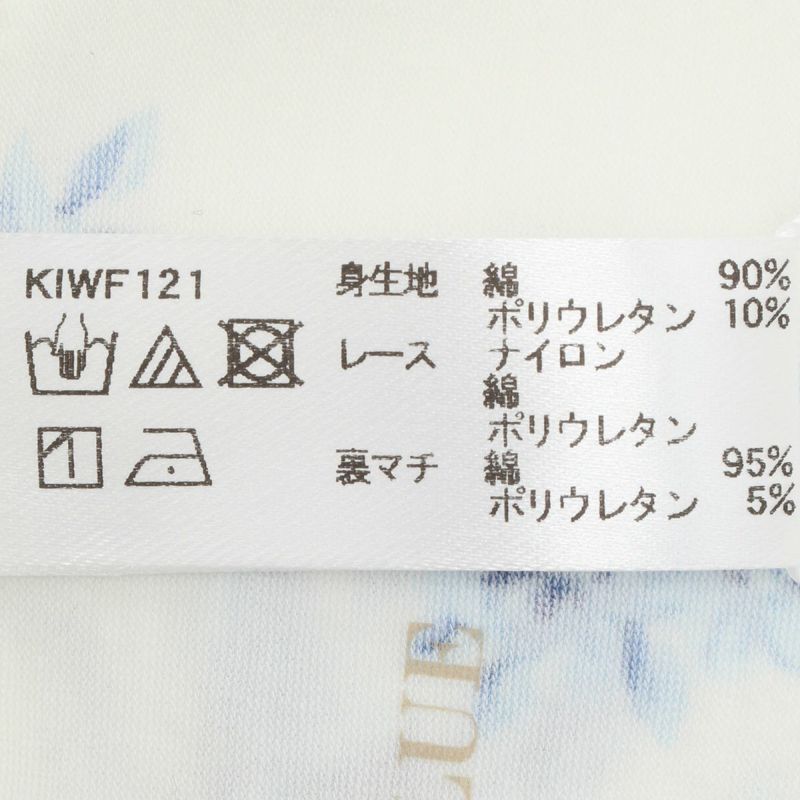 KIWF121
身生地 綿 90%
ポリウレタン 10%
レース ナイロン
綿
ポリウレタン
裏マチ 綿 95%
ポリウレタン 5%
LUE